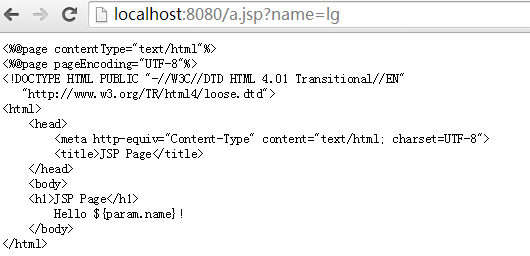 localhost:8080/a.jsp?name=lg
<%@page contentType="text/html"%>
<%@page pageEncoding="UTF-8"%>
<!DOCTYPE HTML PUBLIC "-//W3C//DTD HTML 4.01 Transitional//EN"
   "http://www.w3.org/TR/html4/loose.dtd">
<html>
    <head>
        <meta http-equiv="Content-Type" content="text/html; charset=UTF-8">
        <title>JSP Page</title>
    </head>
    <body>
    <h1>JSP Page</h1>
        Hello ${param.name}!
    </body>
</html>